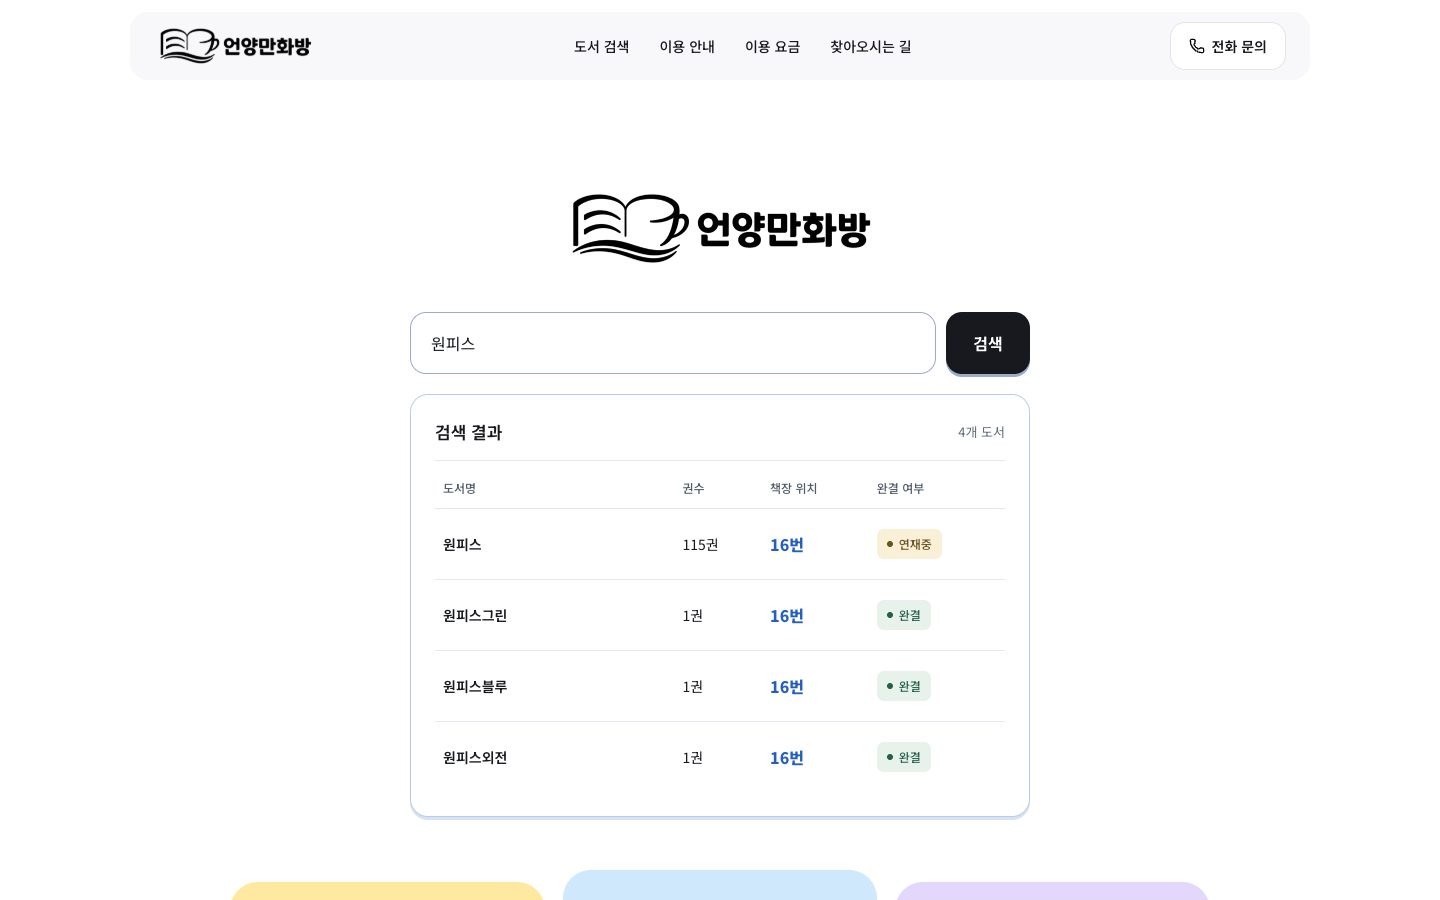 언양만화방
도서 검색
이용 안내
이용 요금
찾아오시는 길
전화 문의
언양만화방
원피스
검색
검색 결과
4개 도서
도서명 권수 책장 위치 완결 여부
원피스 115권 16번 연재중
원피스그린 1권 16번 완결
원피스블루 1권 16번 완결
원피스외전 1권 16번 완결